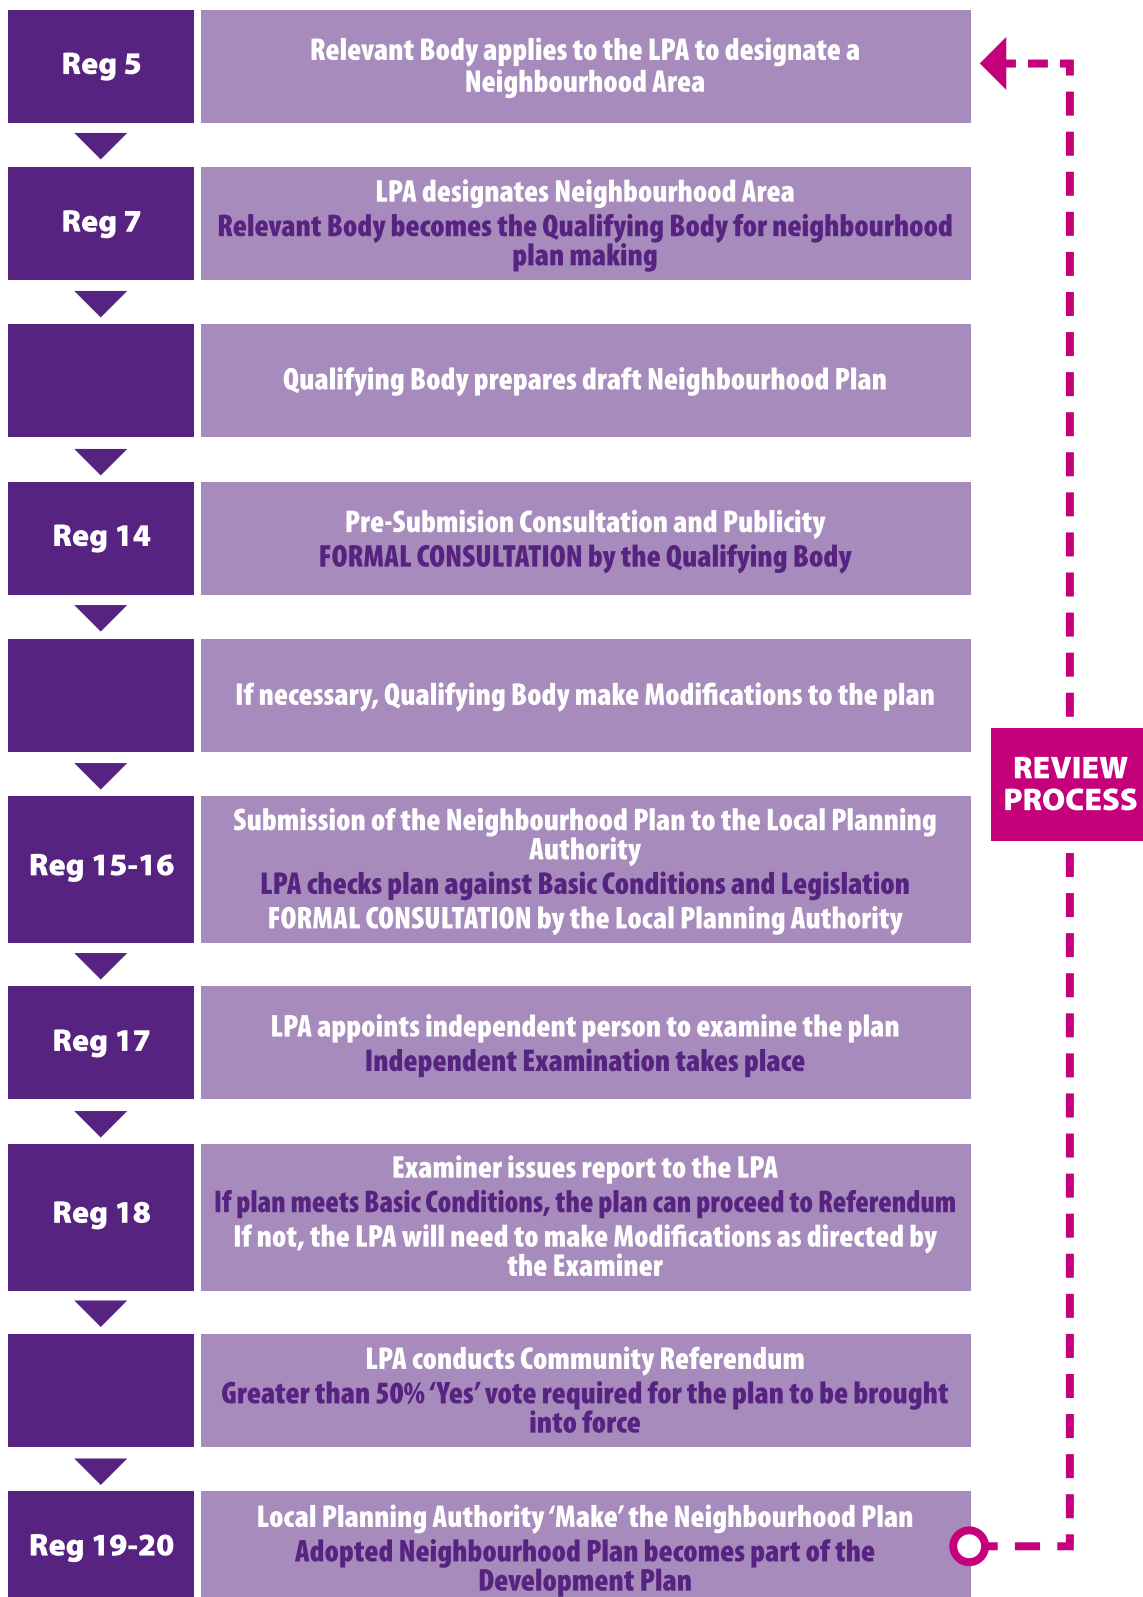 Reg 5
Relevant Body applies to the LPA to designate a
Neighbourhood Area
Reg 7
LPA designates Neighbourhood Area
Relevant Body becomes the Qualifying Body for neighbourhood
plan making
Qualifying Body prepares draft Neighbourhood Plan
Reg 14
Pre-Submision Consultation and Publicity
FORMAL CONSULTATION by the Qualifying Body
If necessary, Qualifying Body make Modifications to the plan
REVIEW
PROCESS
Reg 15-16
Submission of the Neighbourhood Plan to the Local Planning
Authority
LPA checks plan against Basic Conditions and Legislation
FORMAL CONSULTATION by the Local Planning Authority
Reg 17
LPA appoints independent person to examine the plan
Independent Examination takes place
Reg 18
Examiner issues report to the LPA
If plan meets Basic Conditions, the plan can proceed to Referendum
If not, the LPA will need to make Modifications as directed by
the Examiner
LPA conducts Community Referendum
Greater than 50% ‘Yes’ vote required for the plan to be brought
into force
Reg 19-20
Local Planning Authority ‘Make’ the Neighbourhood Plan
Adopted Neighbourhood Plan becomes part of the
Development Plan